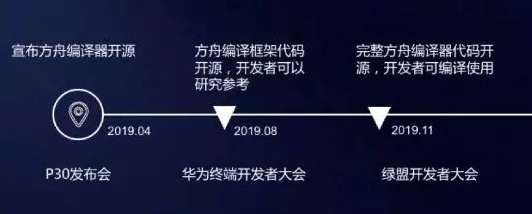 宣布方舟编译器开源
方舟编译框架代码
开源，开发者可以
研究参考
完整方舟编译器代码开
源，开发者可编译使用
2019.04
2019.08
2019.11
P30发布会
华为终端开发者大会
绿盟开发者大会